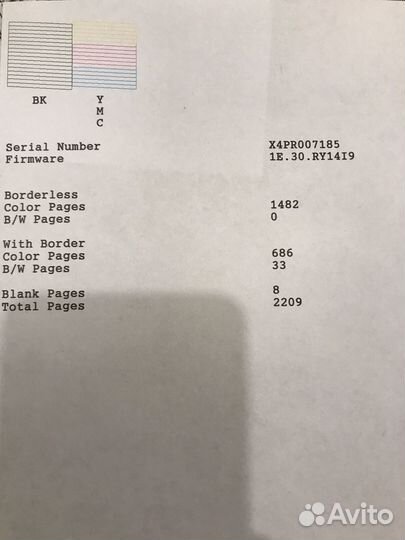 BK Y
M
C
Serial Number X4PR007185
Firmware 1E.30.RY14I9
Borderless
Color Pages 1482
B/W Pages 0
With Border
Color Pages 686
B/W Pages 33
Blank Pages 8
Total Pages 2209
Avito